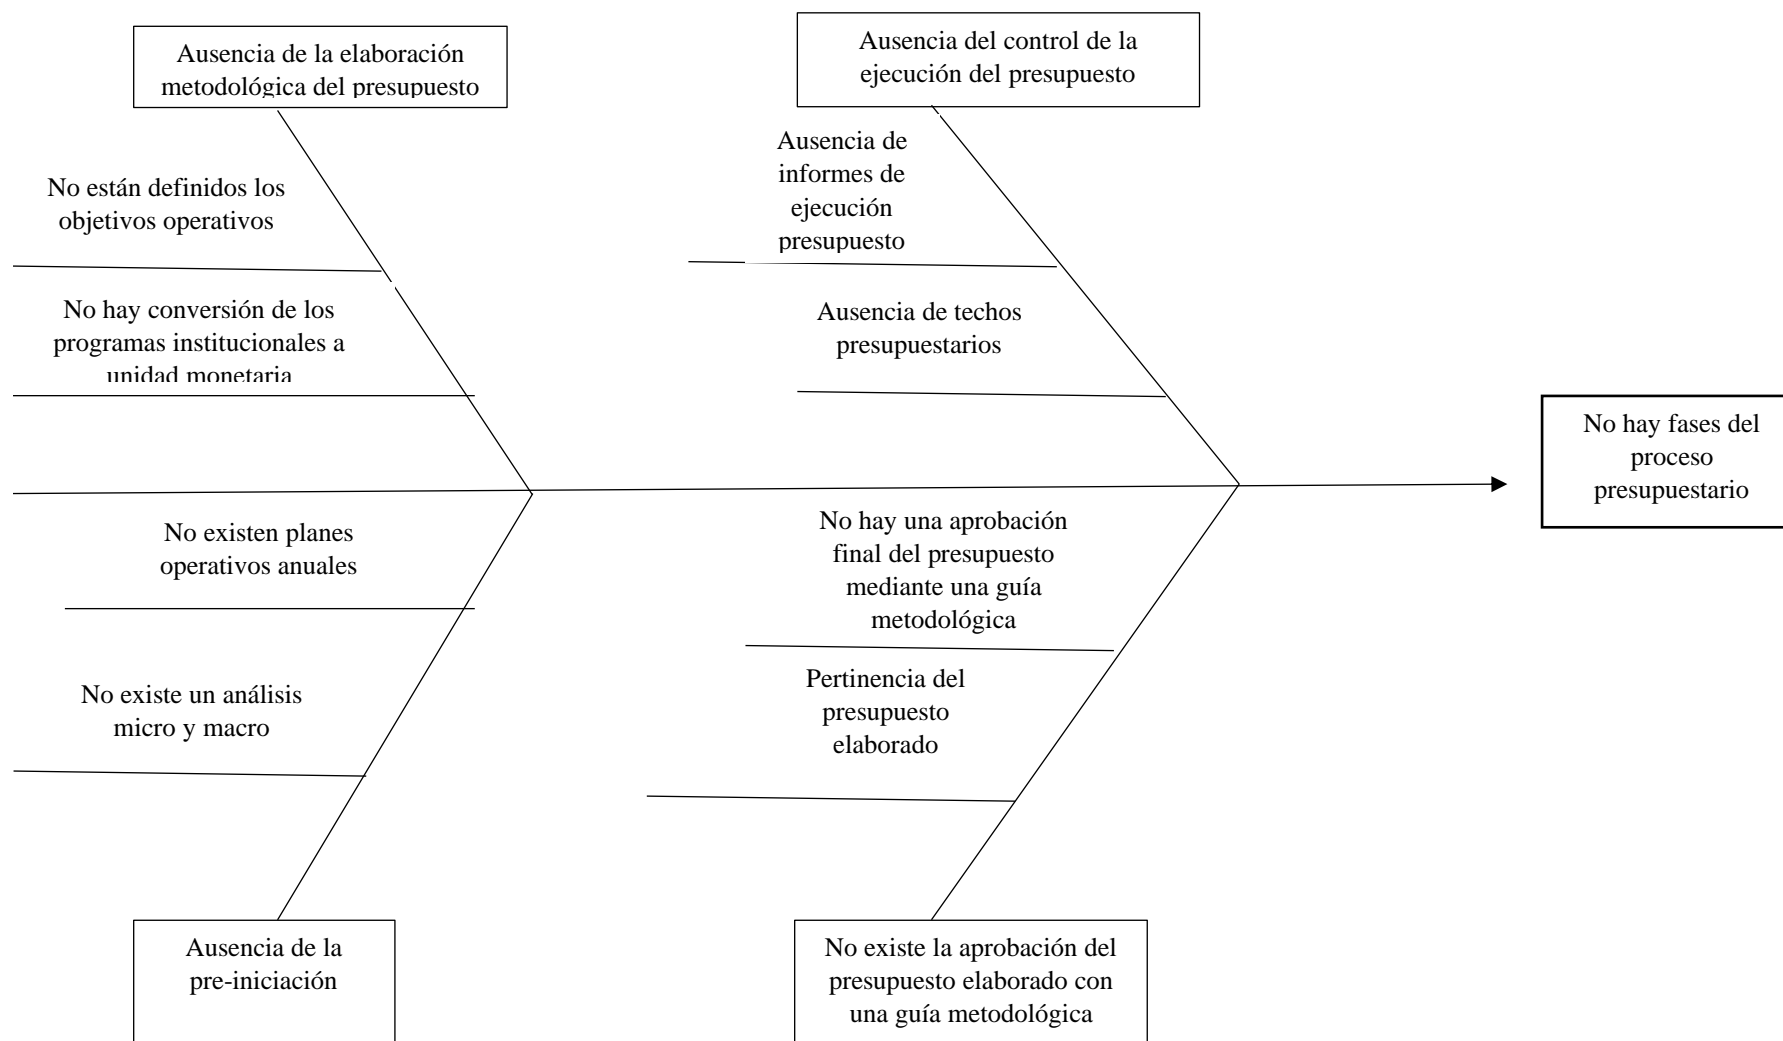 Ausencia de la elaboración
metodológica del presupuesto
Ausencia del control de la
ejecución del presupuesto
No están definidos los
objetivos operativos
Ausencia de
informes de
ejecución
presupuesto
No hay conversión de los
programas institucionales a
unidad monetaria
Ausencia de techos
presupuestarios
No hay fases del
proceso
presupuestario
No existen planes
operativos anuales
No hay una aprobación
final del presupuesto
mediante una guía
metodológica
No existe un análisis
micro y macro
Pertinencia del
presupuesto
elaborado
Ausencia de la
pre-iniciación
No existe la aprobación del
presupuesto elaborado con
una guía metodológica